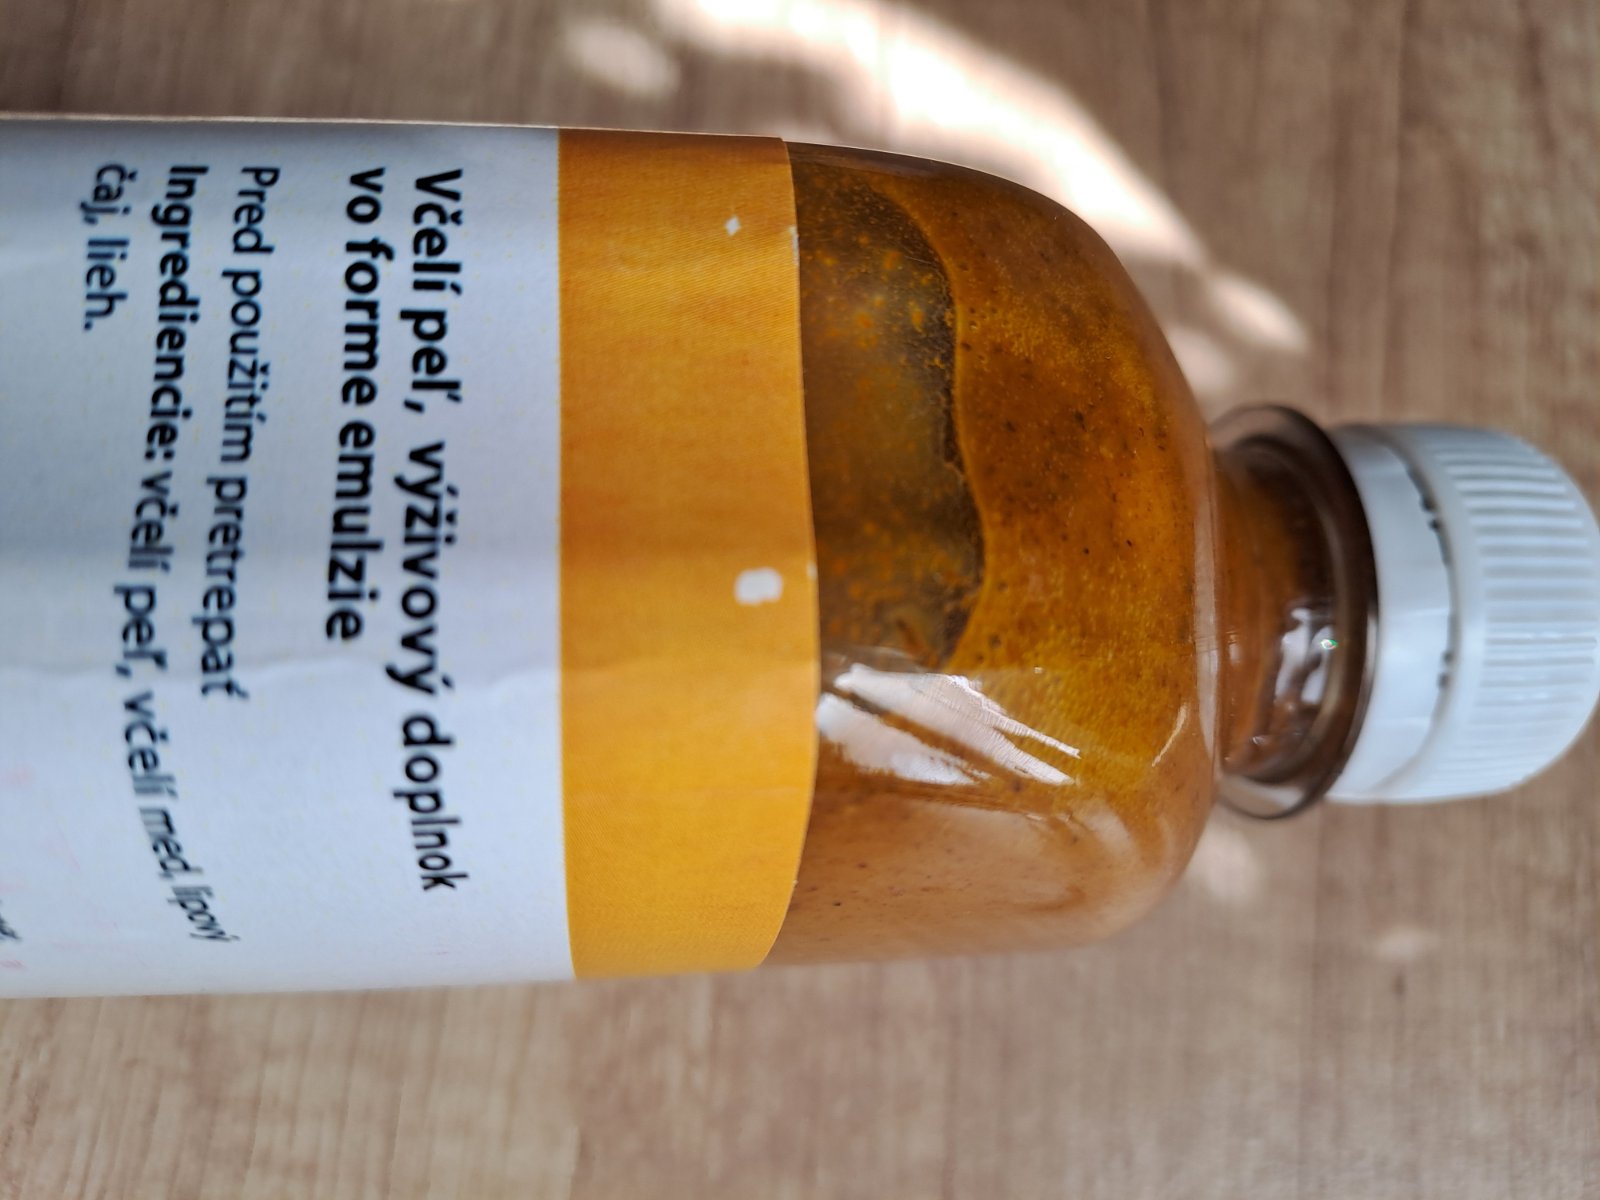 Včelí peľ, výživový doplnok
vo forme emulzie
Pred použitím pretrepať
Ingrediencie: včelí peľ, včelí med, lipový
čaj, lieh.